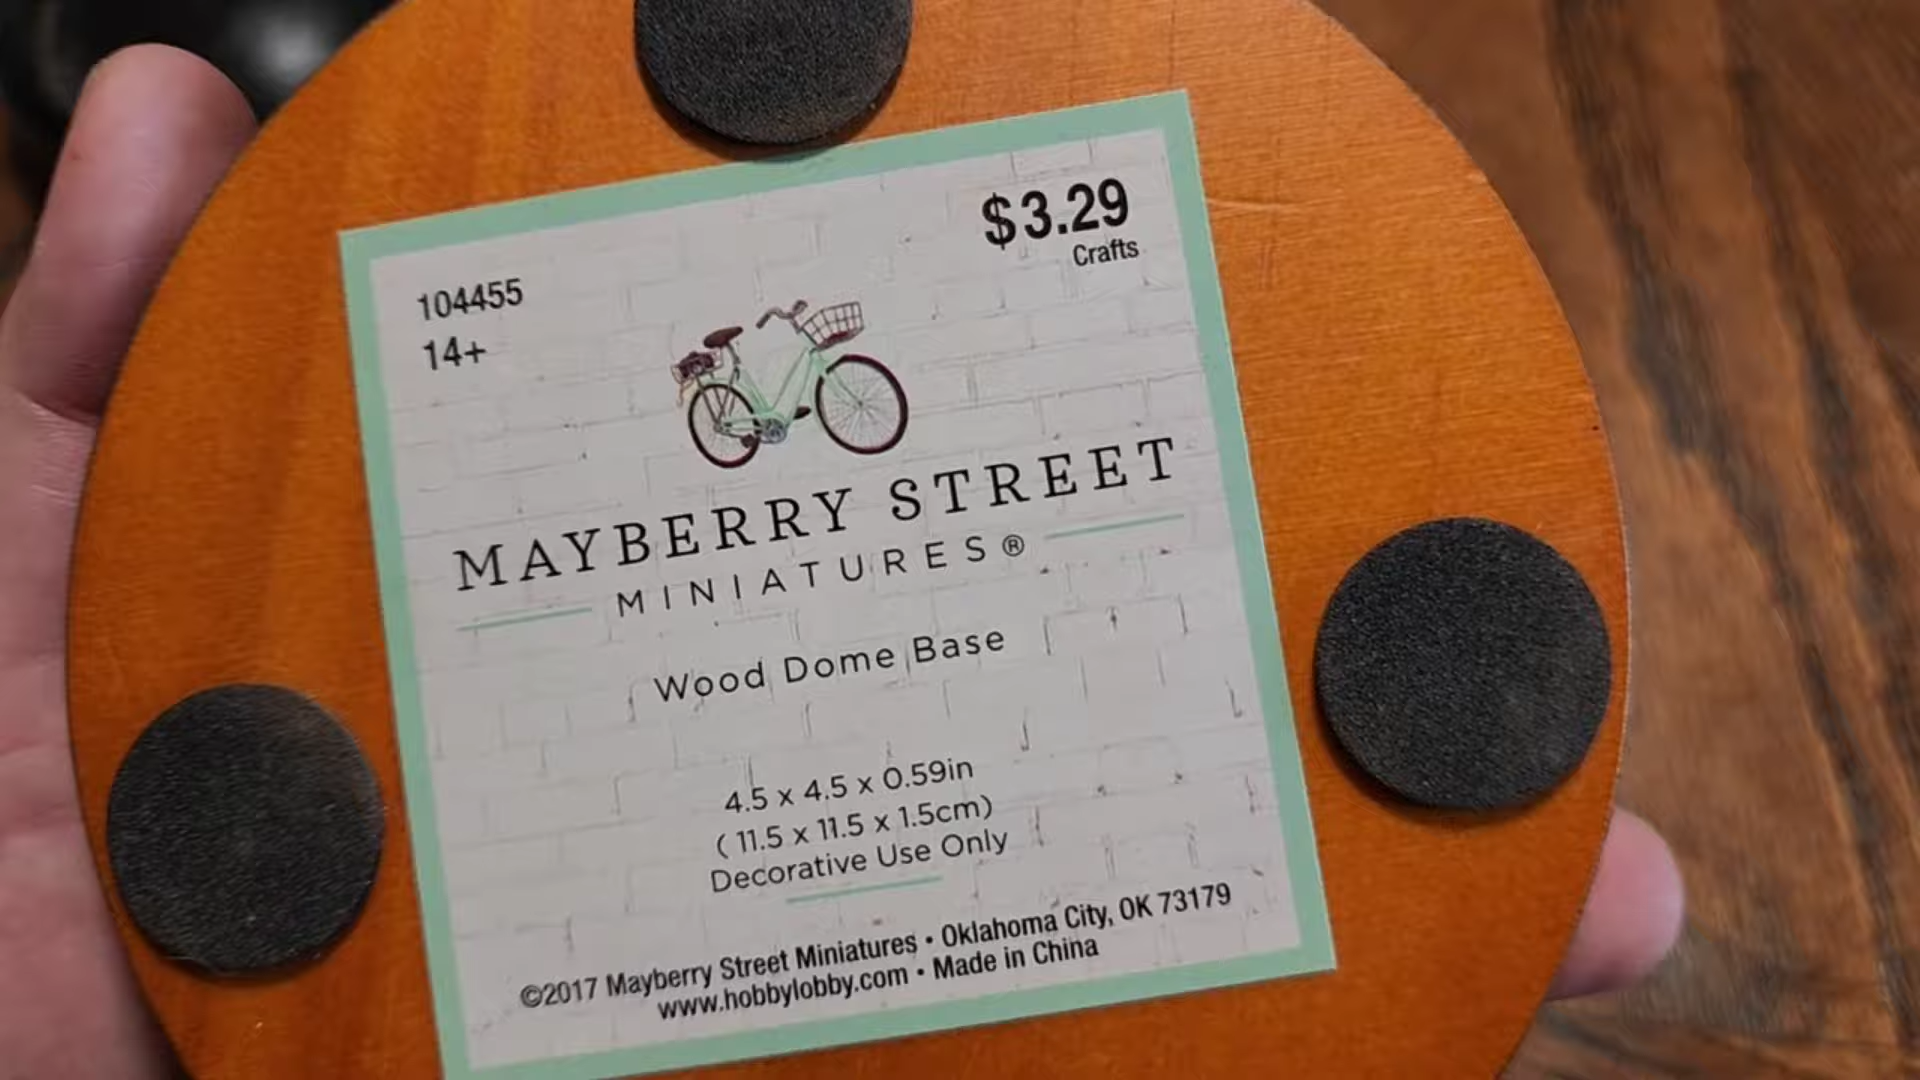 $3.29
Crafts
104455
14+
MAYBERRY STREET
MINIATURES®
Wood Dome Base
4.5 x 4.5 x 0.59in
( 11.5 x 11.5 x 1.5cm)
Decorative Use Only
©2017 Mayberry Street Miniatures • Oklahoma City, OK 73179
www.hobbylobby.com • Made in China